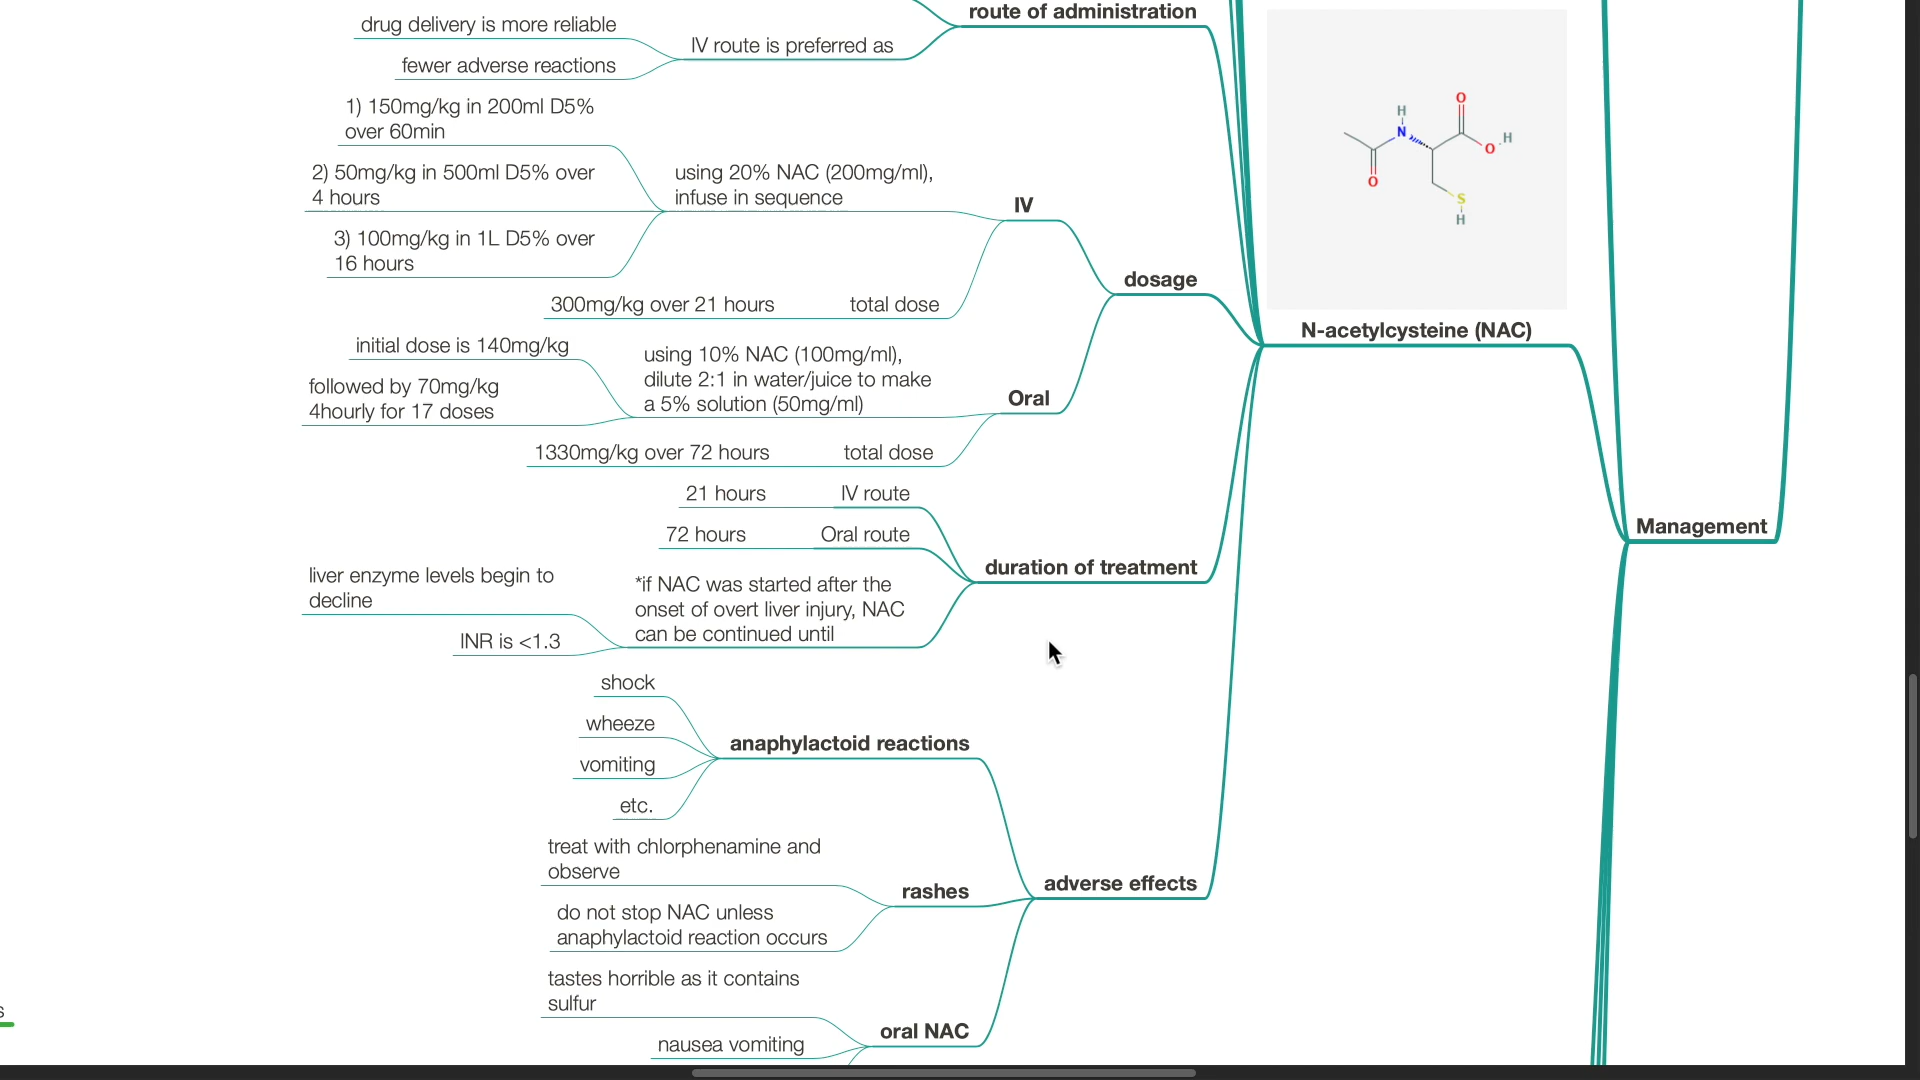 route of administration
drug delivery is more reliable
IV route is preferred as
fewer adverse reactions
1) 150mg/kg in 200ml D5%
over 60min
2) 50mg/kg in 500ml D5% over
4 hours
using 20% NAC (200mg/ml),
infuse in sequence
IV
3) 100mg/kg in 1L D5% over
16 hours
300mg/kg over 21 hours
total dose
dosage
initial dose is 140mg/kg
followed by 70mg/kg
4hourly for 17 doses
using 10% NAC (100mg/ml),
dilute 2:1 in water/juice to make
a 5% solution (50mg/ml)
Oral
1330mg/kg over 72 hours
total dose
H
N
O
O
H
O
S
H
N-acetylcysteine (NAC)
Management
21 hours
IV route
72 hours
Oral route
duration of treatment
liver enzyme levels begin to
decline
INR is <1.3
*if NAC was started after the
onset of overt liver injury, NAC
can be continued until
shock
wheeze
vomiting
etc.
anaphylactoid reactions
treat with chlorphenamine and
observe
rashes
do not stop NAC unless
anaphylactoid reaction occurs
adverse effects
tastes horrible as it contains
sulfur
oral NAC
nausea vomiting
s